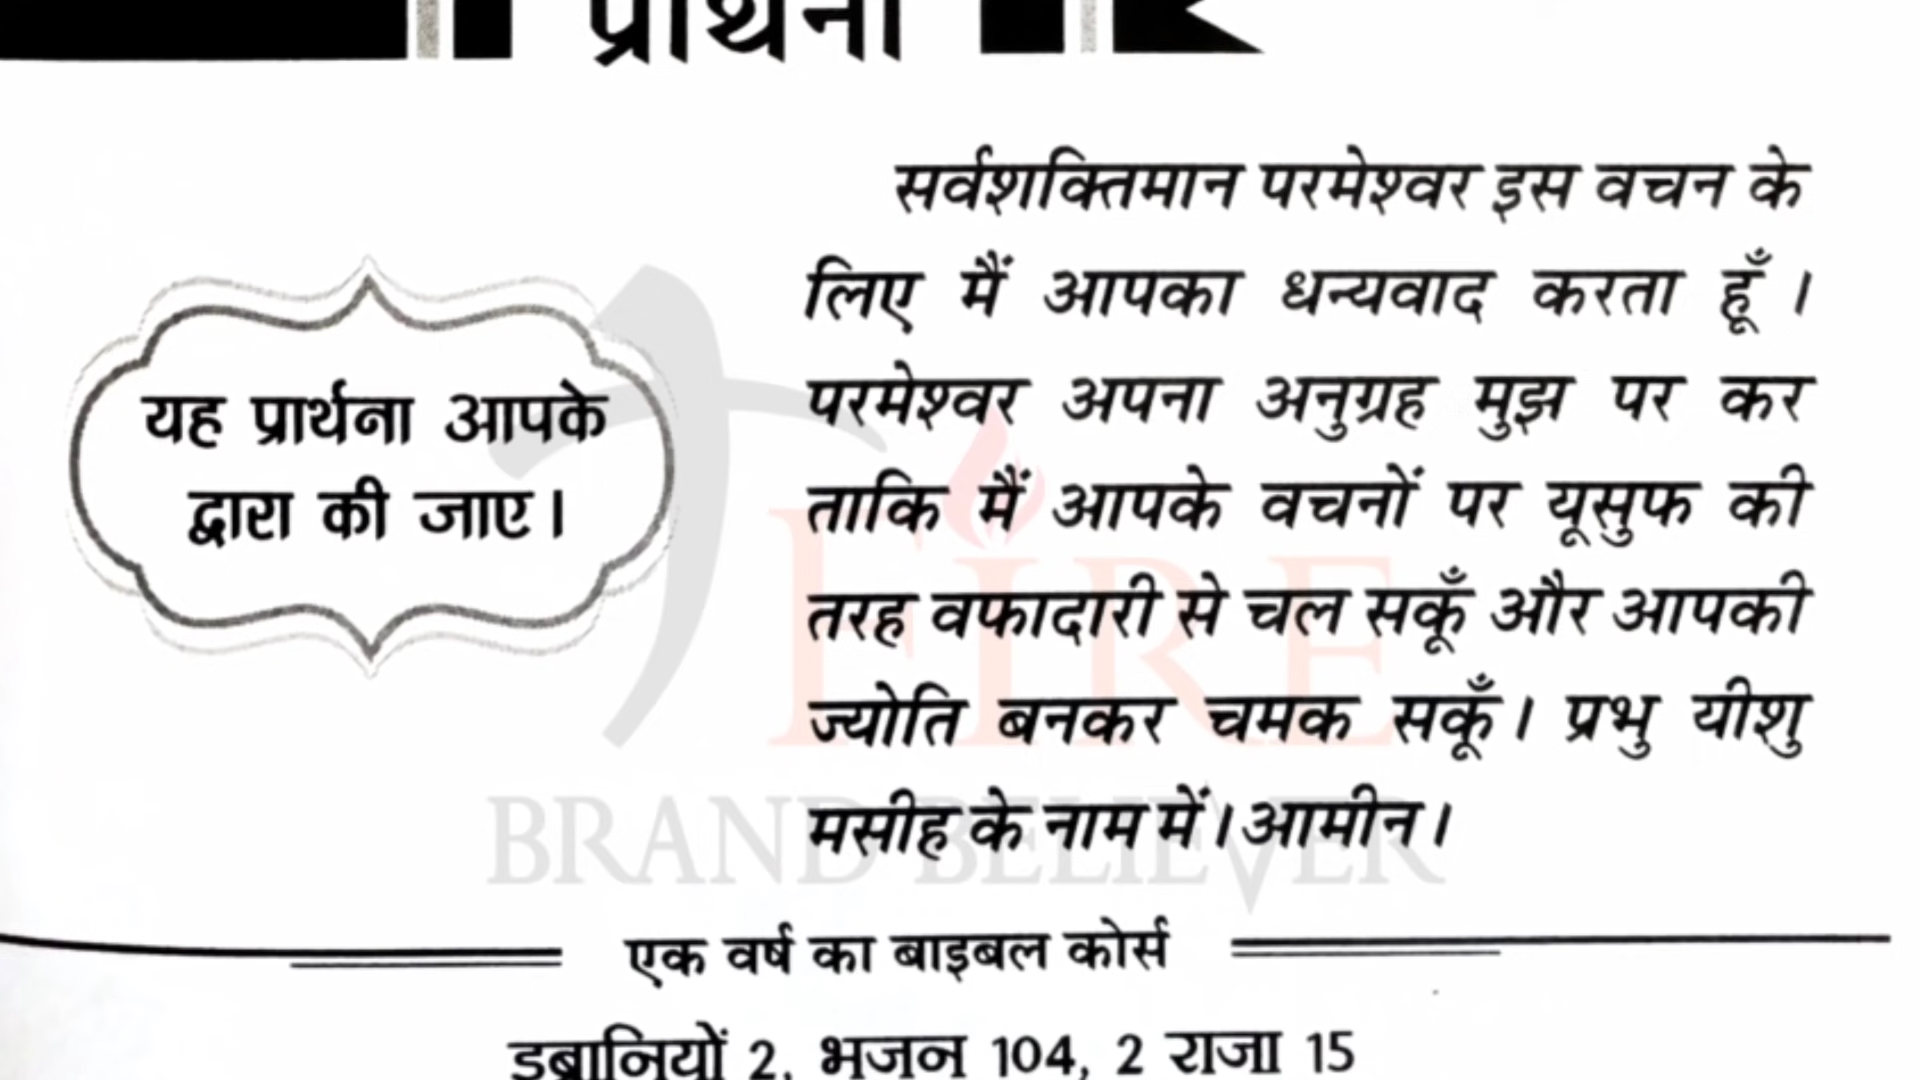 प्रार्थना
यह प्रार्थना आपके
द्वारा की जाए।
सर्वशक्तिमान परमेश्वर इस वचन के
लिए मैं आपका धन्यवाद करता हूँ।
परमेश्वर अपना अनुग्रह मुझ पर कर
ताकि मैं आपके वचनों पर यूसुफ की
तरह वफादारी से चल सकूँ और आपकी
ज्योति बनकर चमक सकूँ। प्रभु यीशु
मसीह के नाम में।आमीन।
FIRE
BRAND BELIEVER
एक वर्ष का बाइबल कोर्स
इब्रानियों 2, भजन 104, 2 राजा 15